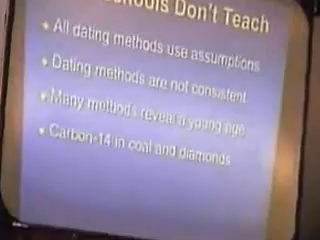 Schools Don't Teach
All dating methods use assumptions
Dating methods are not consistent
Many methods reveal a young age
Carbon-14 in coal and diamonds